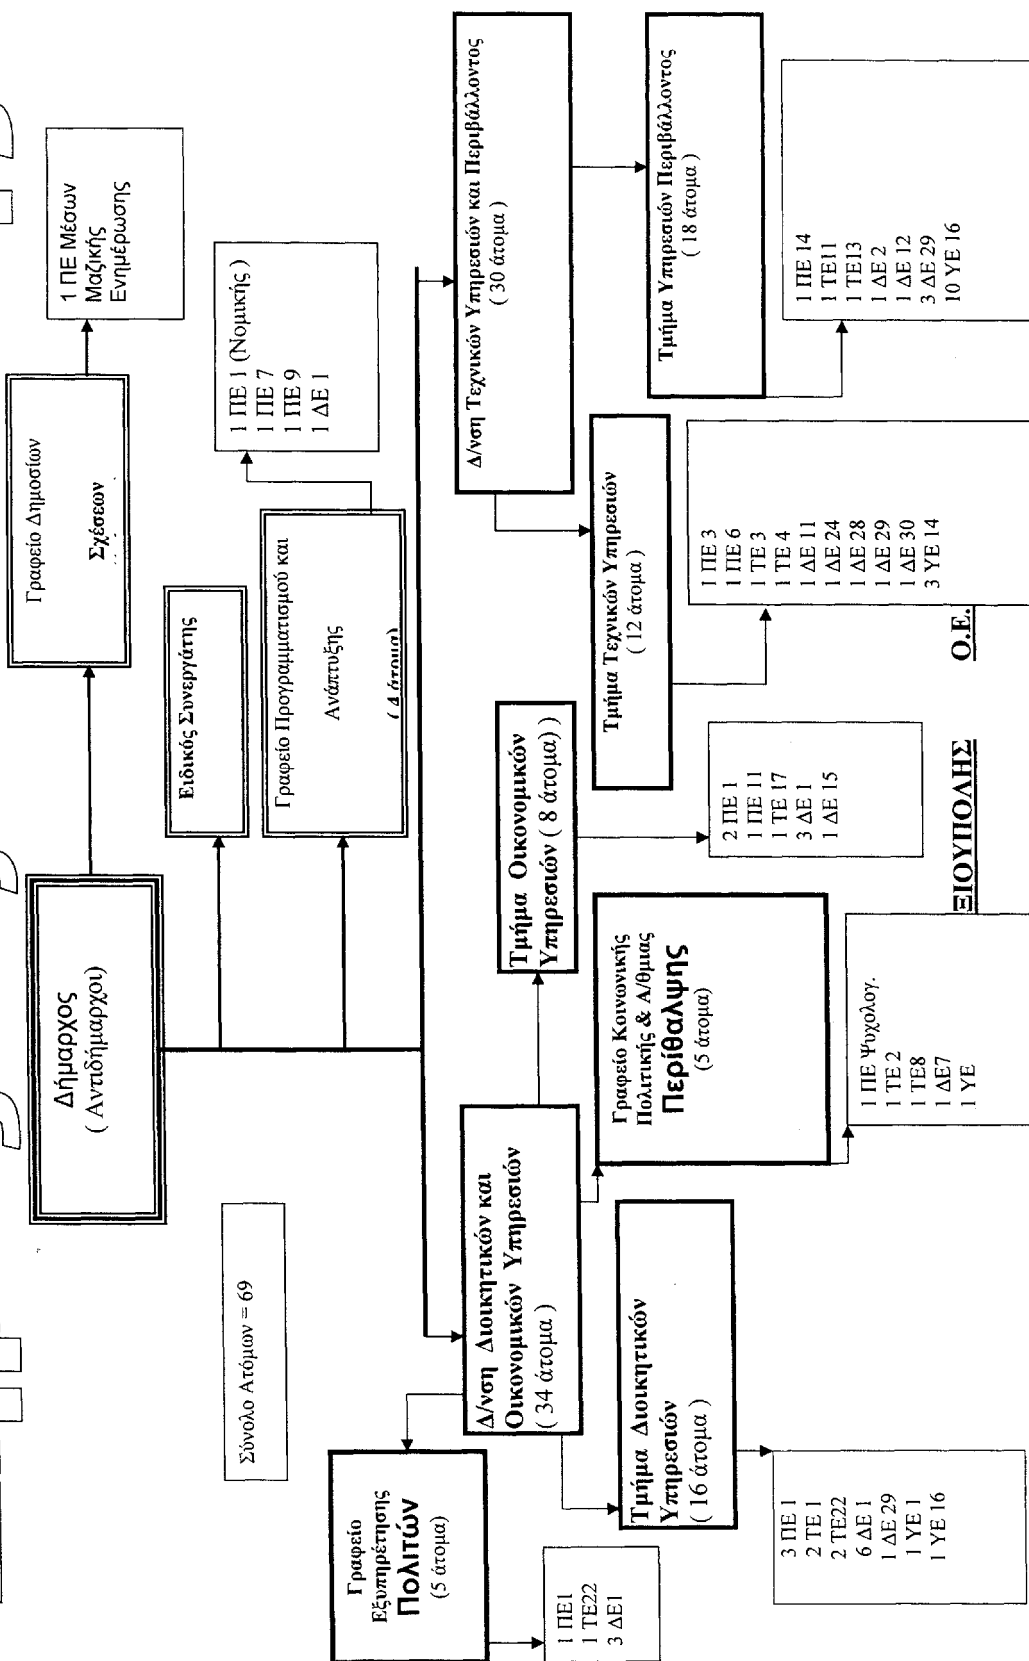 Δήμαρχος
( Αντιδήμαρχοι)
Γραφείο Δημοσίων
Σχέσεων
1 ΠΕ Μέσων
Μαζικής
Ενημέρωσης
Σύνολο Ατόμων = 69
Ειδικός Συνεργάτης
Γραφείο Προγραμματισμού και
Ανάπτυξης
( 4 άτομα)
1 ΠΕ 1 (Νομικής )
1 ΠΕ 7
1 ΠΕ 9
1 ΔΕ 1
Γραφείο
Εξυπηρέτησης
Πολιτών
(5 άτομα)
1 ΠΕ1
1 ΤΕ22
3 ΔΕ1
Δ/νση Διοικητικών και
Οικονομικών Υπηρεσιών
( 34 άτομα )
Τμήμα Διοικητικών
Υπηρεσιών
( 16 άτομα )
3 ΠΕ 1
2 ΤΕ 1
2 ΤΕ22
6 ΔΕ 1
1 ΔΕ 29
1 ΥΕ 1
1 ΥΕ 16
Γραφείο Κοινωνικής
Πολιτικής & Α/θμιας
Περίθαλψης
(5 άτομα)
1 ΠΕ Ψυχολογ.
1 ΤΕ 2
1 ΤΕ8
1 ΔΕ7
1 ΥΕ
Τμήμα Οικονομικών
Υπηρεσιών ( 8 άτομα) )
2 ΠΕ 1
1 ΠΕ 11
1 ΤΕ 17
3 ΔΕ 1
1 ΔΕ 15
Δ/νση Τεχνικών Υπηρεσιών και Περιβάλλοντος
( 30 άτομα )
Τμήμα Τεχνικών Υπηρεσιών
( 12 άτομα )
1 ΠΕ 3
1 ΠΕ 6
1 ΤΕ 3
1 ΤΕ 4
1 ΔΕ 11
1 ΔΕ 24
1 ΔΕ 28
1 ΔΕ 29
1 ΔΕ 30
3 ΥΕ 14
Τμήμα Υπηρεσιών Περιβάλλοντος
( 18 άτομα )
1 ΠΕ 14
1 ΤΕ11
1 ΤΕ13
1 ΔΕ 2
1 ΔΕ 12
3 ΔΕ 29
10 ΥΕ 16
ΞΙΟΥΠΟΛΗΣ Ο.Ε.